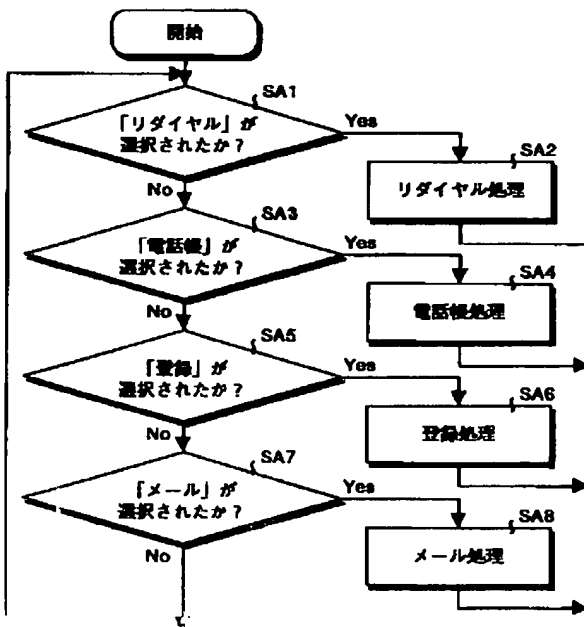 開始
SA1
「リダイヤル」が
選択されたか?
Yes
No
SA2
リダイヤル処理
SA3
「電話帳」が
選択されたか?
Yes
No
SA4
電話帳処理
SA5
「登録」が
選択されたか?
Yes
No
SA6
登録処理
SA7
「メール」が
選択されたか?
Yes
No
SA8
メール処理